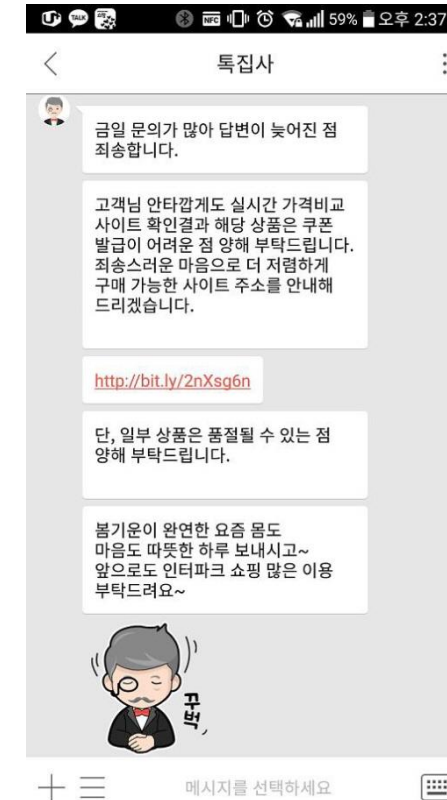 TALK
NFC
59%
오후 2:37
톡집사
금일 문의가 많아 답변이 늦어진 점
죄송합니다.
고객님 안타깝게도 실시간 가격비교
사이트 확인결과 해당 상품은 쿠폰
발급이 어려운 점 양해 부탁드립니다.
죄송스러운 마음으로 더 저렴하게
구매 가능한 사이트 주소를 안내해
드리겠습니다.
http://bit.ly/2nXsg6n
단, 일부 상품은 품절될 수 있는 점
양해 부탁드립니다.
봄기운이 완연한 요즘 몸도
마음도 따뜻한 하루 보내시고~
앞으로도 인터파크 쇼핑 많은 이용
부탁드려요~
꾸벅
메시지를 선택하세요